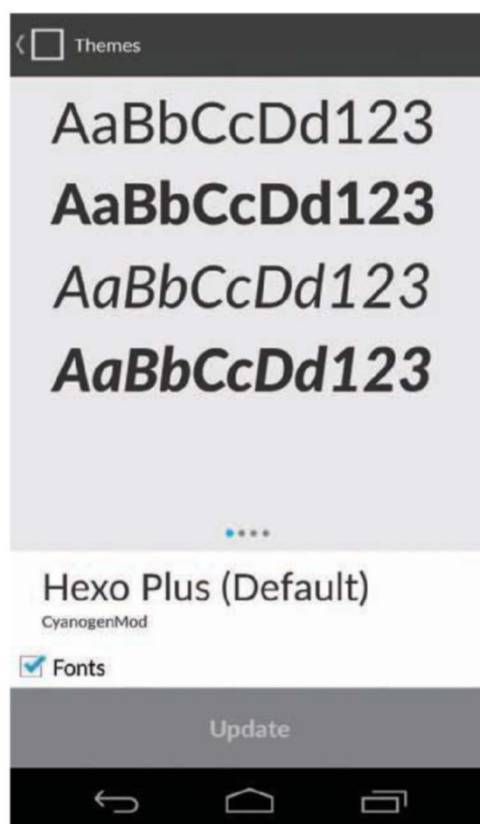 Themes
AaBbCcDd123
AaBbCcDd123
AaBbCcDd123
AaBbCcDd123
Hexo Plus (Default)
CyanogenMod
Fonts
Update